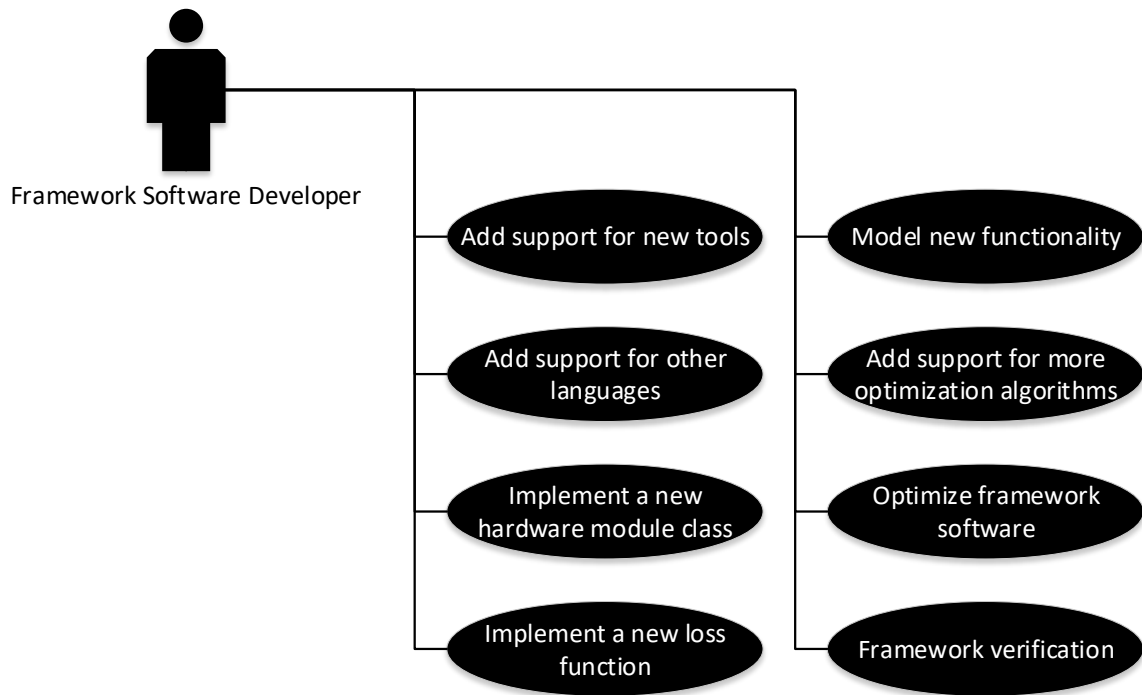 Framework Software Developer
Add support for new tools
Add support for other
languages
Implement a new
hardware module class
Implement a new loss
function
Model new functionality
Add support for more
optimization algorithms
Optimize framework
software
Framework verification